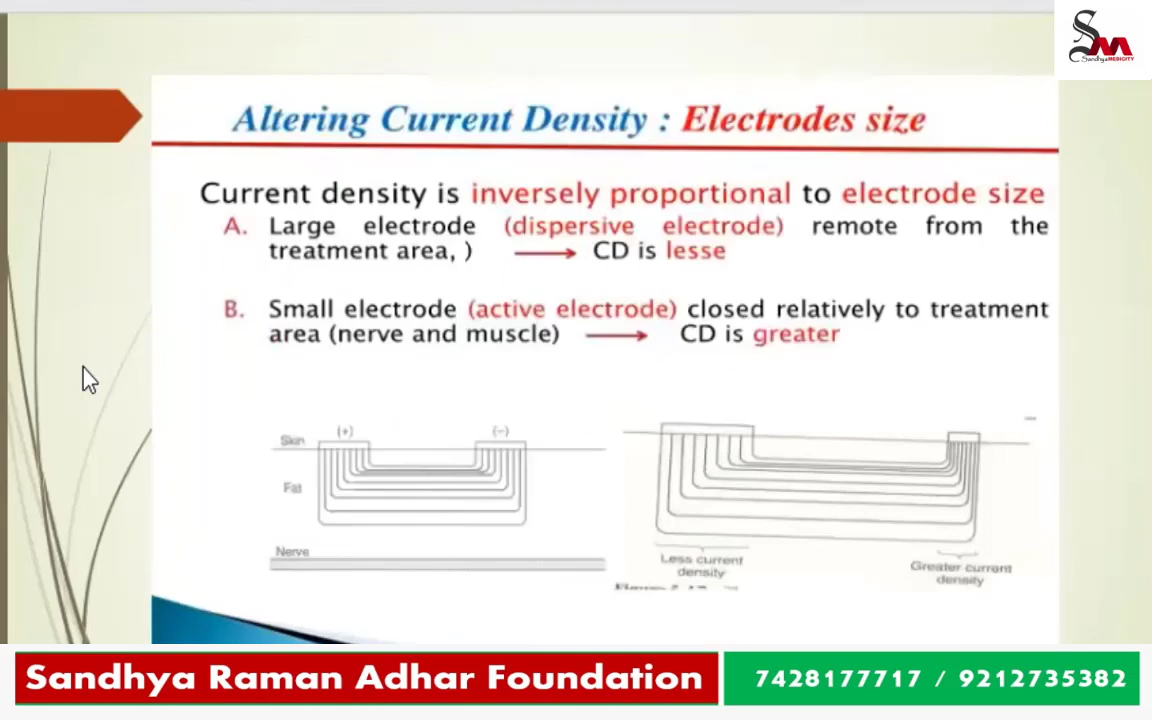 SM
SandhyaMEDICITY
Altering Current Density : Electrodes size
Current density is inversely proportional to electrode size
A. Large electrode (dispersive electrode) remote from the
treatment area, ) CD is lesse
B. Small electrode (active electrode) closed relatively to treatment
area (nerve and muscle) CD is greater
(+) (−)
Skin
Fat
Nerve
Less current
density
Greater current
density
Sandhya Raman Adhar Foundation
7428177717 / 9212735382